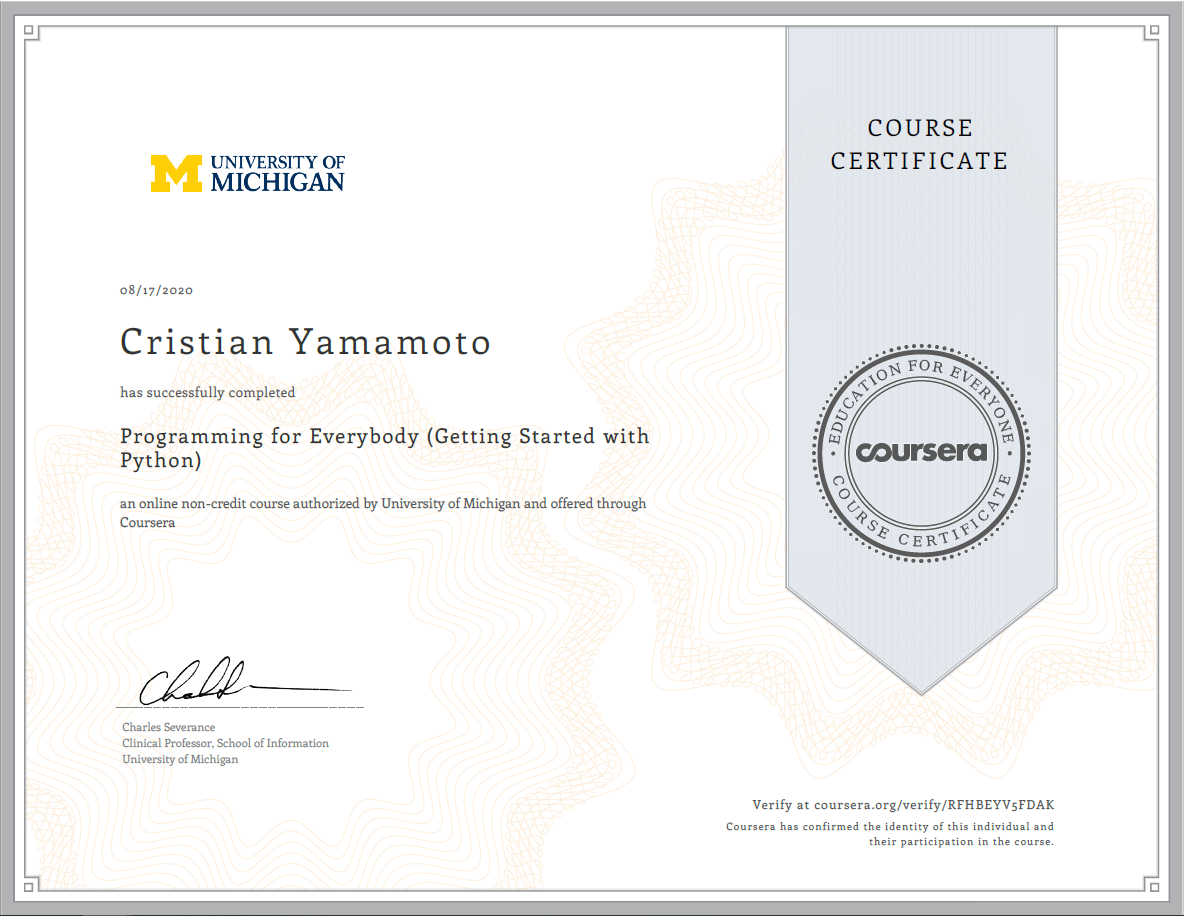 COURSE
CERTIFICATE
UNIVERSITY OF
MICHIGAN
08/17/2020
Cristian Yamamoto
has successfully completed
Programming for Everybody (Getting Started with
Python)
an online non-credit course authorized by University of Michigan and offered through
Coursera
EDUCATION FOR EVERYONE
coursera
COURSE CERTIFICATE
Charles Severance
Clinical Professor, School of Information
University of Michigan
Verify at coursera.org/verify/RFHBEYV5FDAK
Coursera has confirmed the identity of this individual and
their participation in the course.